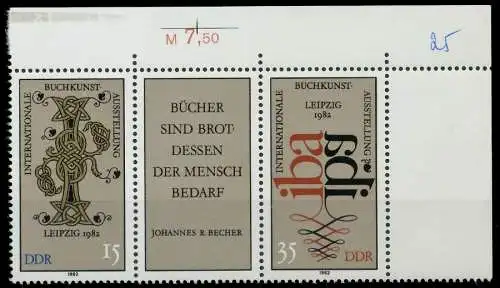 M 7,50
25
INTERNATIONALE
BUCHKUNST-
AUSSTELLUNG
LEIPZIG 1982
DDR
15
1982
BÜCHER
SIND BROT·
DESSEN
DER MENSCH
BEDARF
JOHANNES R. BECHER
INTERNATIONALE
BUCHKUNST-
AUSSTELLUNG
LEIPZIG
1982
iba
35
DDR
1982